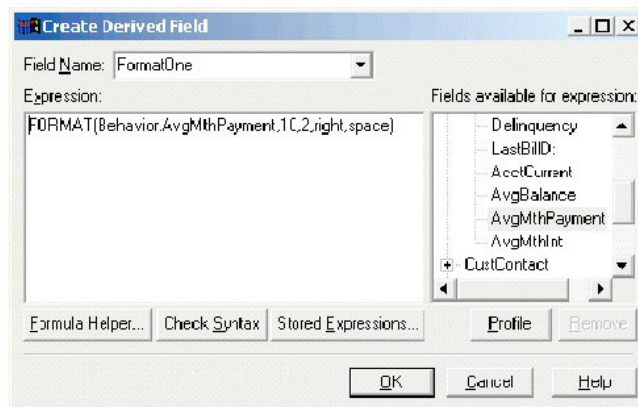 Create Derived Field
Field Name: FormatOne
Expression:
Fields available for expression:
FORMAT(Behavior.AvgMthPayment,10,2,right,space)
Delinquency
LastBillD:
AcctCurrent
AvgBalance
AvgMthPayment
AvgMthInt
CustContact
Formula Helper...
Check Syntax
Stored Expressions...
Profile
Remove
OK
Cancel
Help